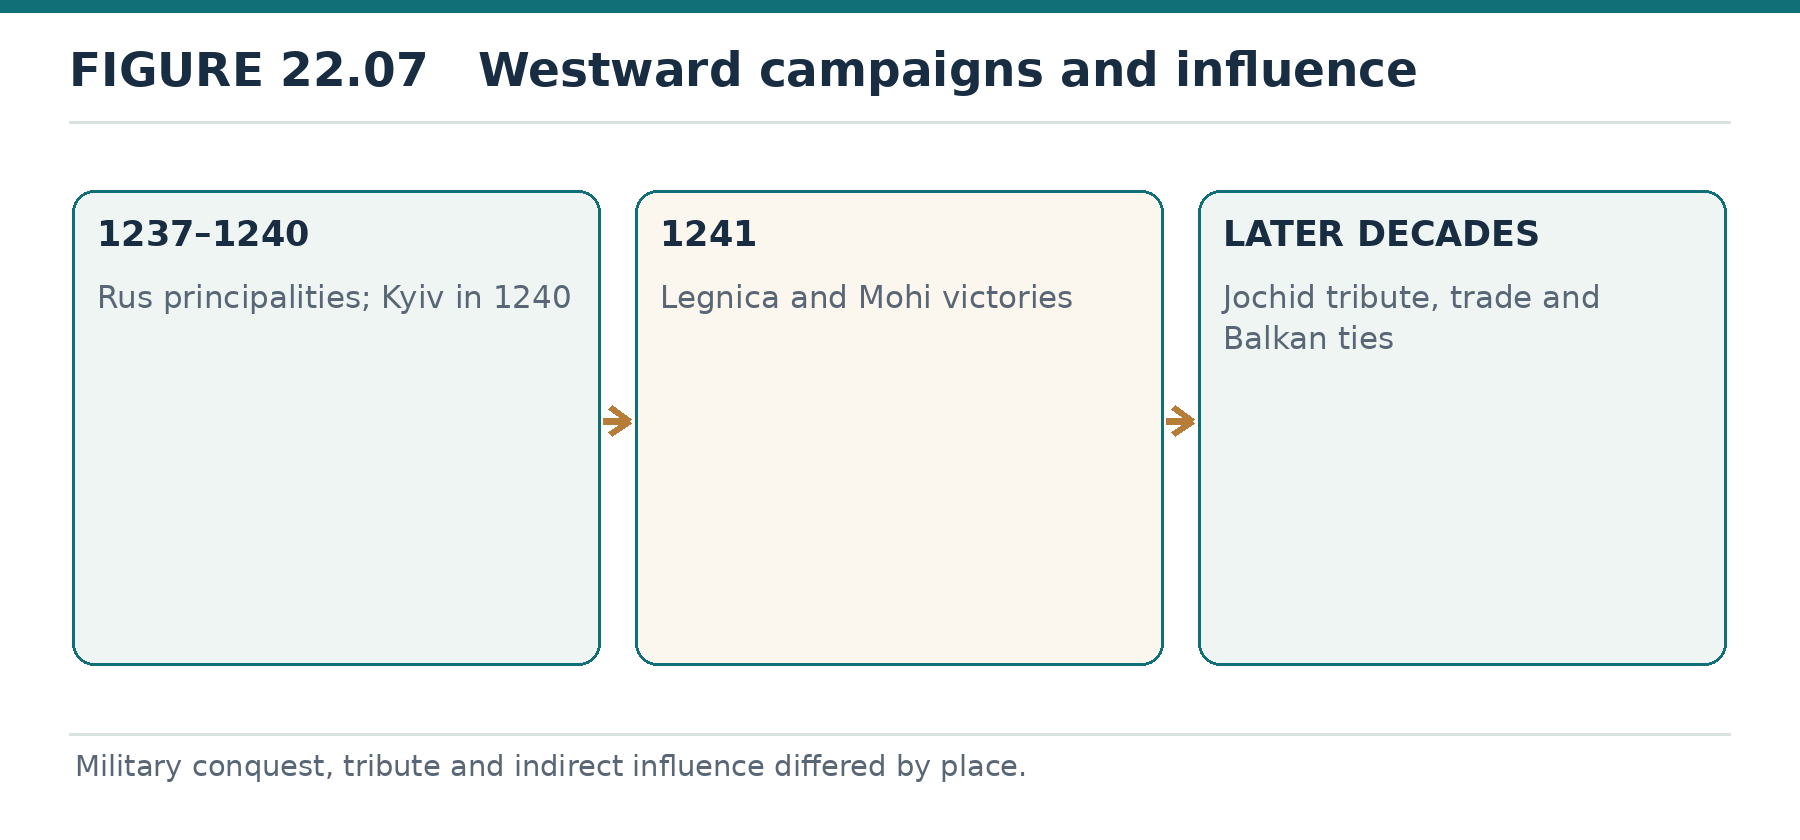 FIGURE 22.07 Westward campaigns and influence
1237–1240
Rus principalities; Kyiv in 1240
1241
Legnica and Mohi victories
LATER DECADES
Jochid tribute, trade and
Balkan ties
Military conquest, tribute and indirect influence differed by place.